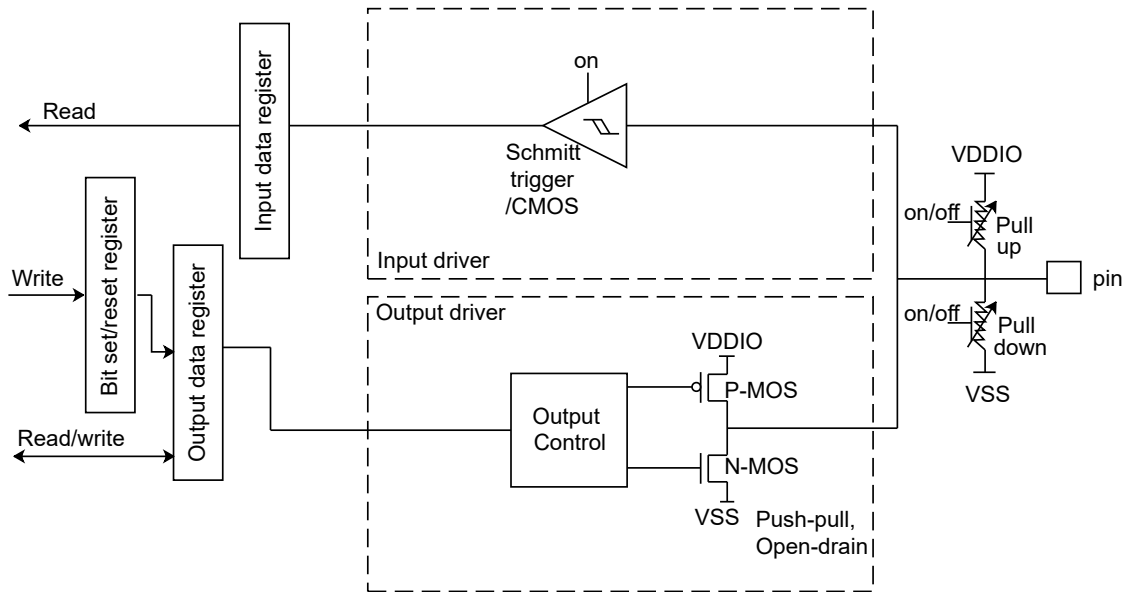 on
Input data register
Read
Schmitt
trigger
/CMOS
VDDIO
on/off
Pull
up
Input driver
pin
Bit set/reset register
Write
Output data register
Output driver
on/off
Pull
down
VSS
VDDIO
P-MOS
Output
Control
Read/write
N-MOS
VSS
Push-pull,
Open-drain